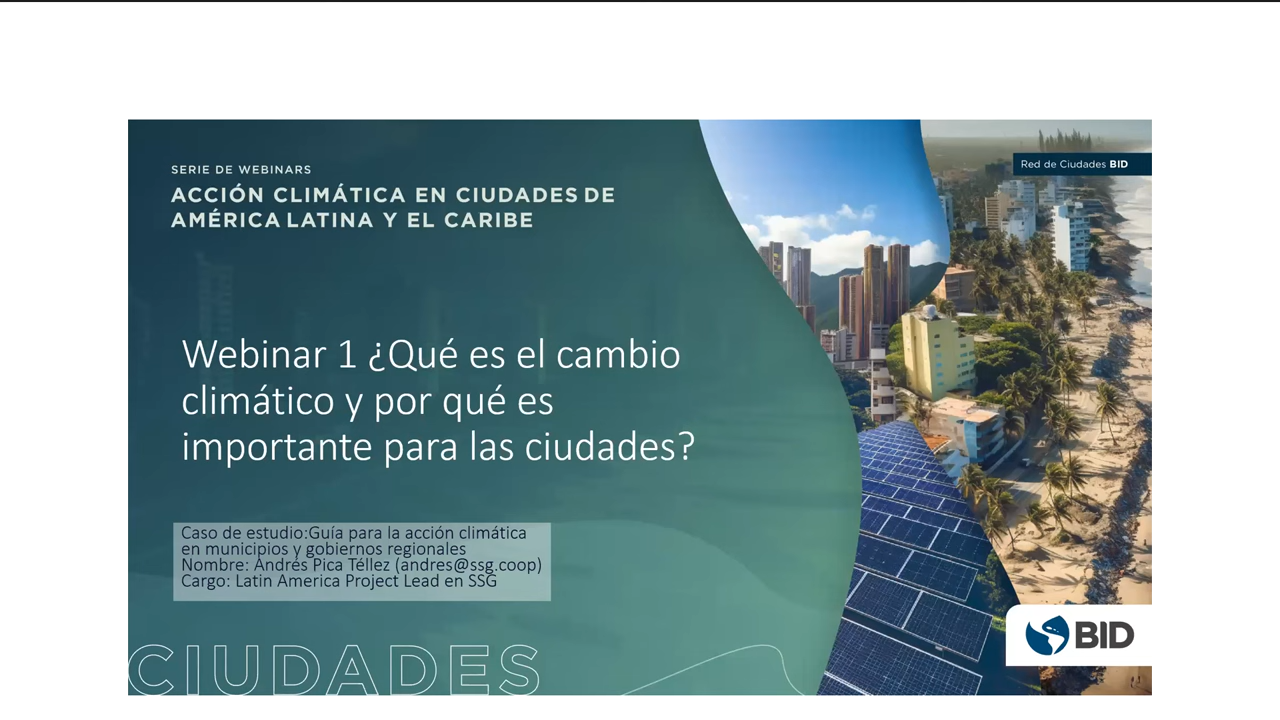 SERIE DE WEBINARS
ACCIÓN CLIMÁTICA EN CIUDADES DE
AMÉRICA LATINA Y EL CARIBE
Red de Ciudades BID
Webinar 1 ¿Qué es el cambio
climático y por qué es
importante para las ciudades?
Caso de estudio:Guía para la acción climática
en municipios y gobiernos regionales
Nombre: Andrés Pica Téllez (andres@ssg.coop)
Cargo: Latin America Project Lead en SSG
BID
CIUDADES